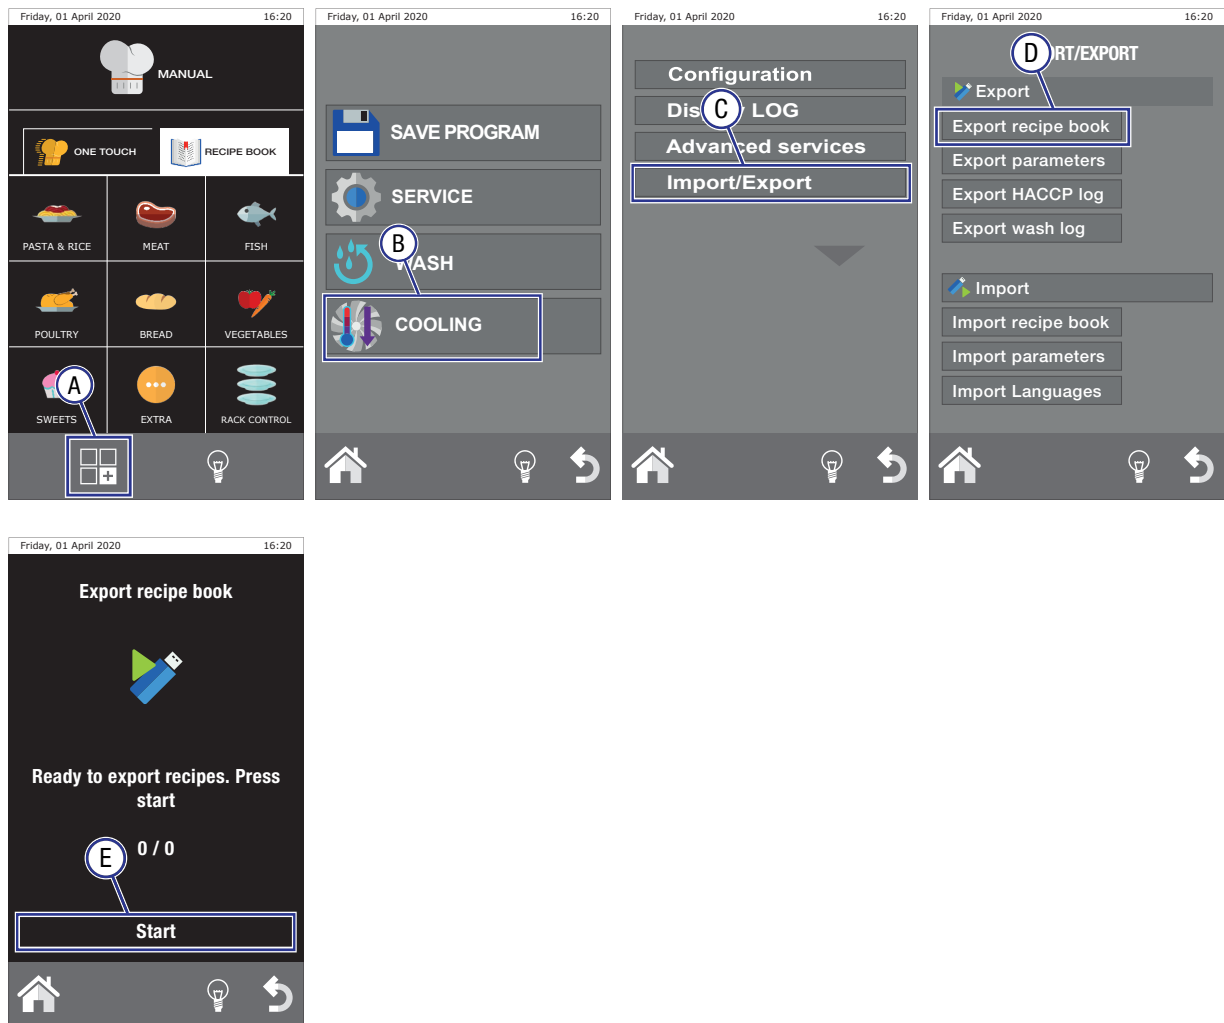 Friday, 01 April 2020 16:20
MANUAL
ONE TOUCH
RECIPE BOOK
PASTA & RICE
MEAT
FISH
POULTRY
BREAD
VEGETABLES
A
SWEETS
EXTRA
RACK CONTROL
Friday, 01 April 2020 16:20
SAVE PROGRAM
SERVICE
B
WASH
COOLING
Friday, 01 April 2020 16:20
Configuration
Display LOG
C
Advanced services
Import/Export
Friday, 01 April 2020 16:20
D
RT/EXPORT
Export
Export recipe book
Export parameters
Export HACCP log
Export wash log
Import
Import recipe book
Import parameters
Import Languages
Friday, 01 April 2020 16:20
Export recipe book
Ready to export recipes. Press
start
0 / 0
E
Start